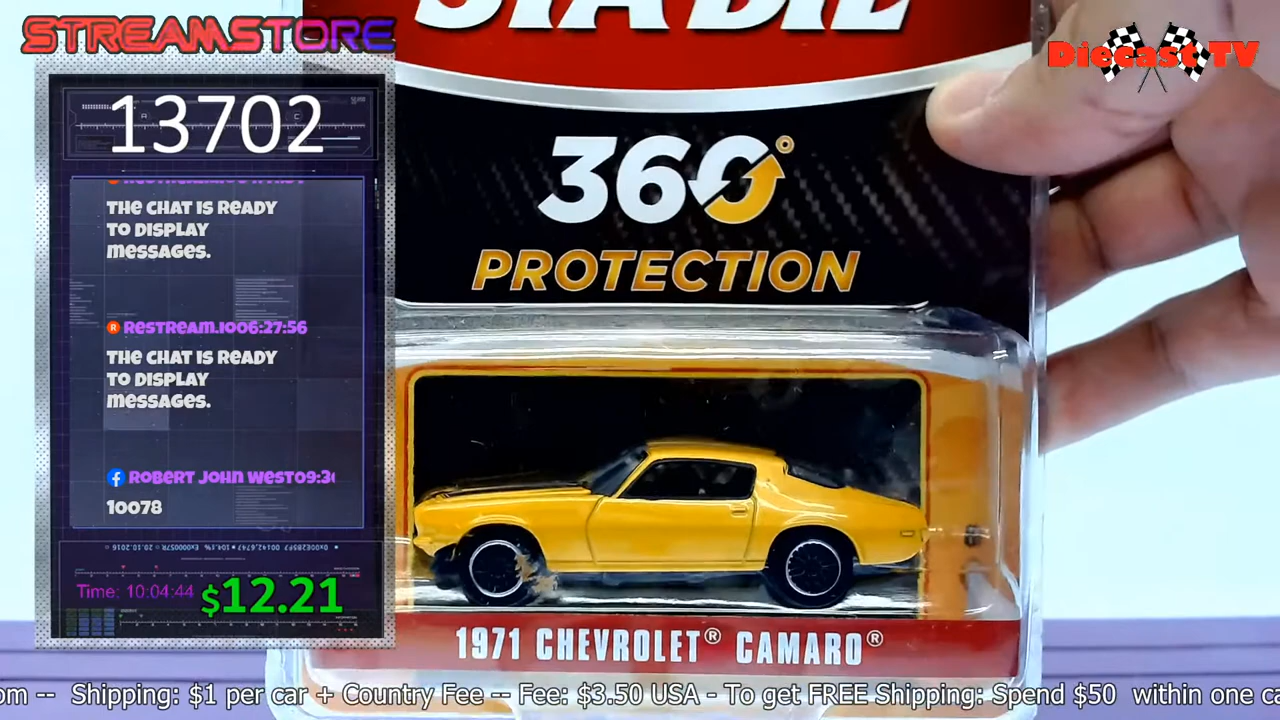 STREAMSTORE
13702
THE CHAT IS READY
TO DISPLAY
MESSAGES.
RESTREAM.IO06:27:56
THE CHAT IS READY
TO DISPLAY
MESSAGES.
ROBERT JOHN WEST09:3
10078
Time: 10:04:44
$12.21
STA-BIL
360°
PROTECTION
1971 CHEVROLET® CAMARO®
Diecast TV
om -- Shipping: $1 per car + Country Fee -- Fee: $3.50 USA - To get FREE Shipping: Spend $50 within one ca